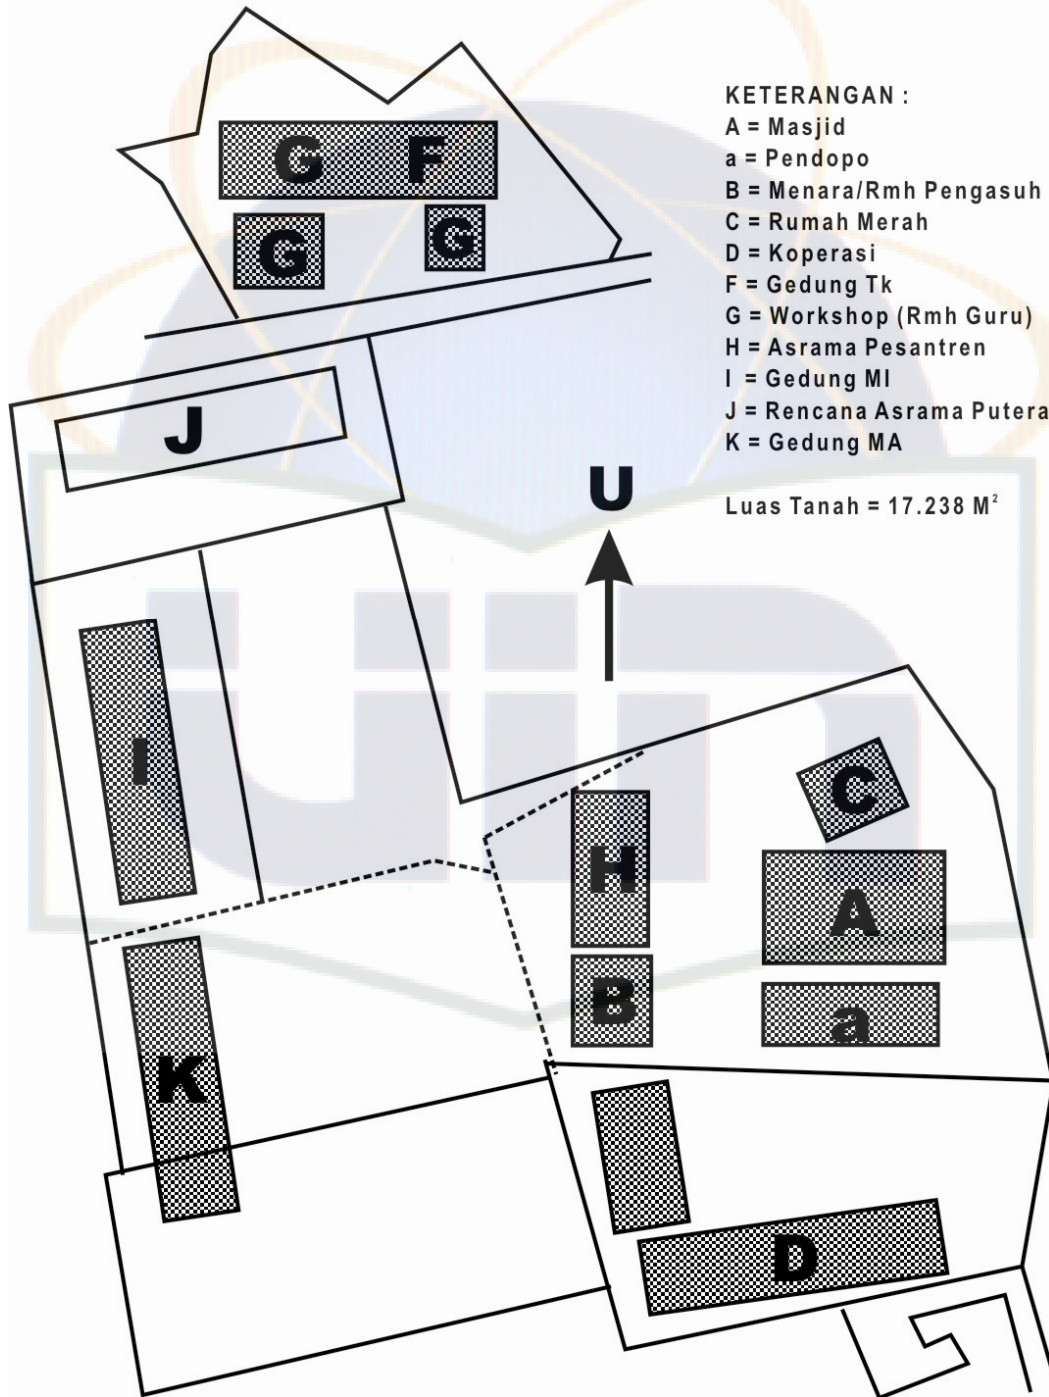 KETERANGAN :
A = Masjid
a = Pendopo
B = Menara/Rmh Pengasuh
C = Rumah Merah
D = Koperasi
F = Gedung Tk
G = Workshop (Rmh Guru)
H = Asrama Pesantren
I = Gedung MI
J = Rencana Asrama Putera
K = Gedung MA
Luas Tanah = 17.238 M²
G F
G G
J
U
I
C
H
A
B
a
K
D
uin